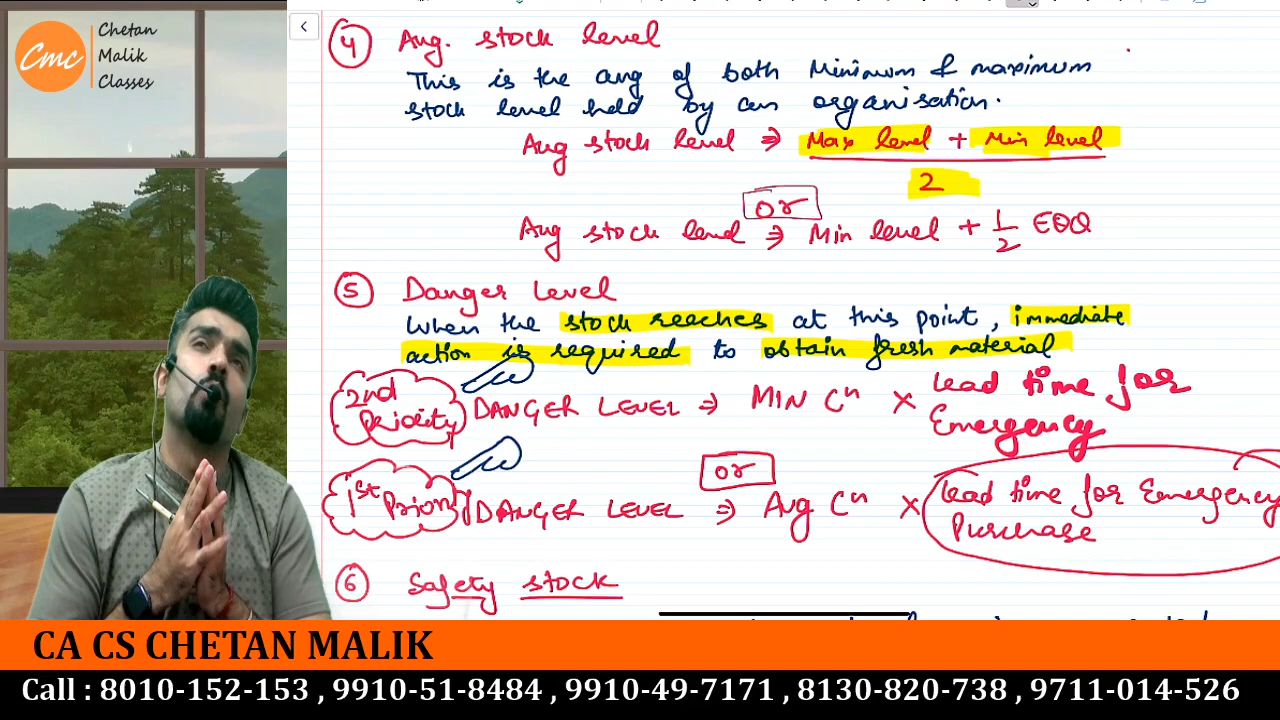 Cmc
Chetan
Malik
Classes
4 Avg. stock level
This is the avg of both Minimum & maximum
stock level held by an organisation.
Avg stock level ⇒ Max level + Min level
2
or
Avg stock level ⇒ Min level + 1/2 EOQ
5 Danger Level
When the stock reaches at this point, immediate
action is required to obtain fresh material
2nd Priority DANGER LEVEL ⇒ MIN Cⁿ × lead time for
Emergency
or
1st Priority DANGER LEVEL ⇒ Avg Cⁿ × lead time for Emergency
Purchase
6 Safety stock
CA CS CHETAN MALIK
Call : 8010-152-153 , 9910-51-8484 , 9910-49-7171 , 8130-820-738 , 9711-014-526